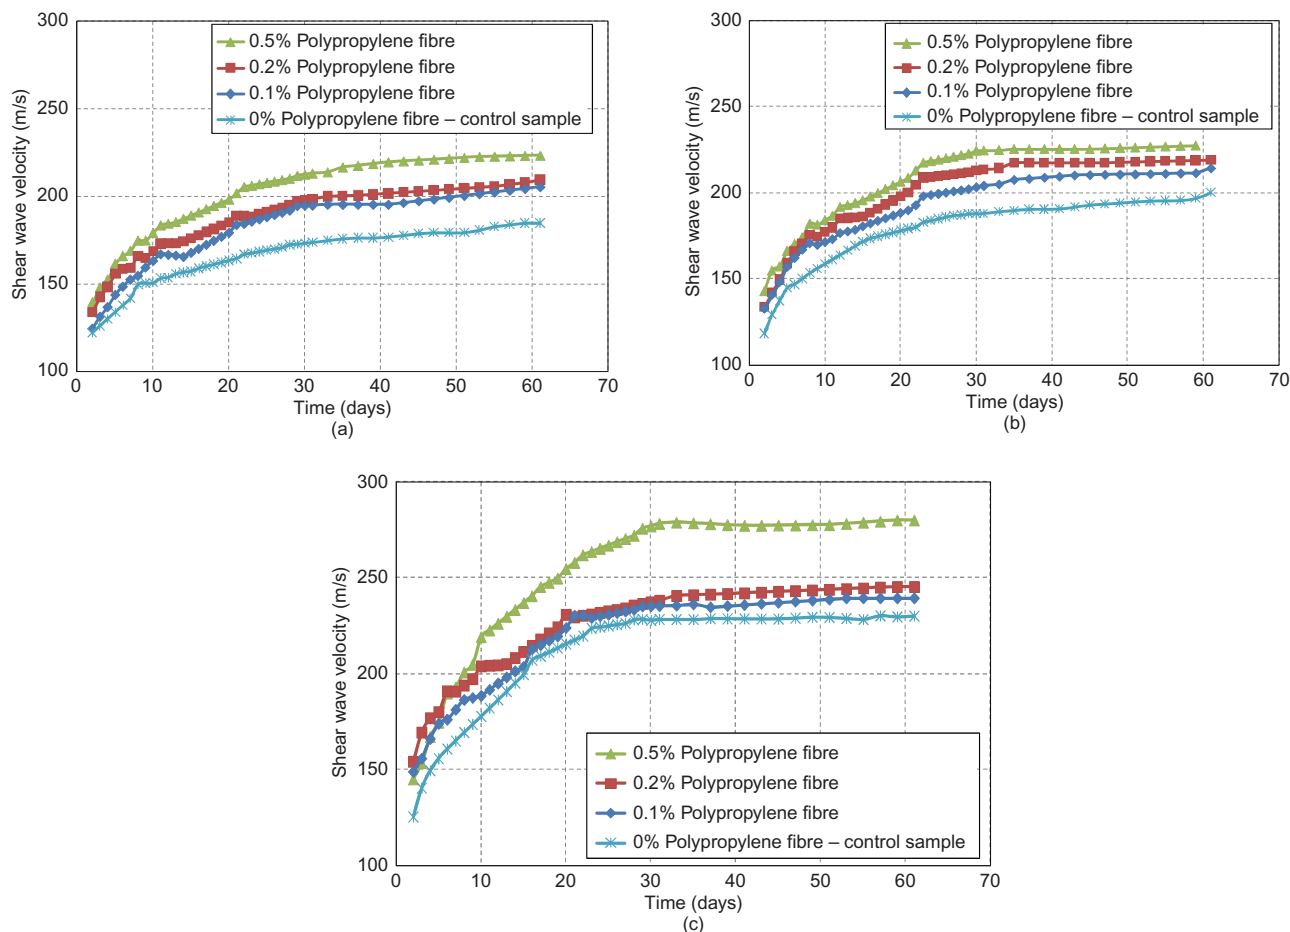 300
250
200
150
100
Shear wave velocity (m/s)
0.5% Polypropylene fibre
0.2% Polypropylene fibre
0.1% Polypropylene fibre
0% Polypropylene fibre – control sample
0 10 20 30 40 50 60 70
Time (days)
(a)
300
250
200
150
100
Shear wave velocity (m/s)
0.5% Polypropylene fibre
0.2% Polypropylene fibre
0.1% Polypropylene fibre
0% Polypropylene fibre – control sample
0 10 20 30 40 50 60 70
Time (days)
(b)
300
250
200
150
100
Shear wave velocity (m/s)
0.5% Polypropylene fibre
0.2% Polypropylene fibre
0.1% Polypropylene fibre
0% Polypropylene fibre – control sample
0 10 20 30 40 50 60 70
Time (days)
(c)